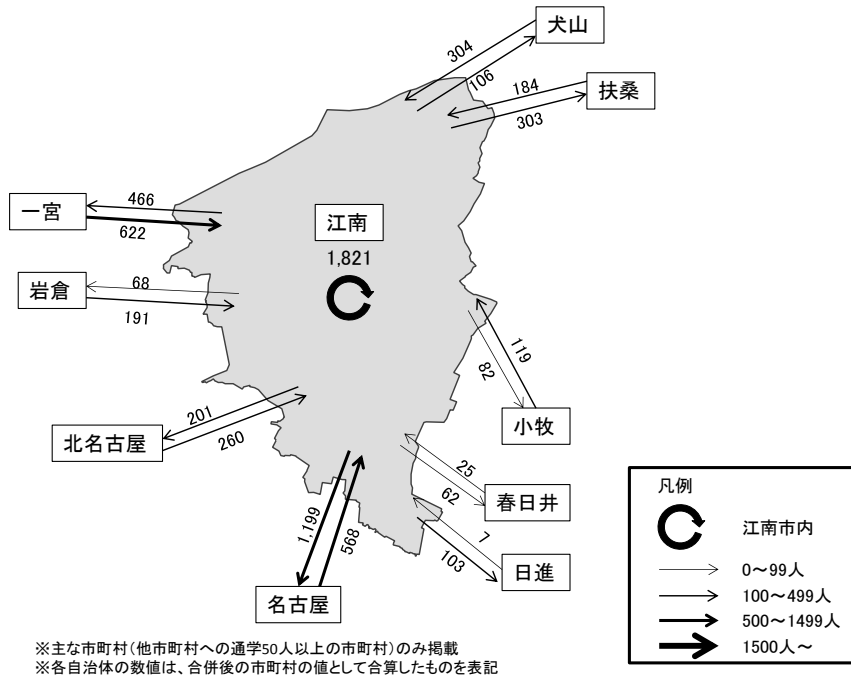 犬山
304
106
扶桑
184
303
一宮
466
622
江南
1,821
岩倉
68
191
119
82
小牧
北名古屋
201
260
25
62
春日井
1,199
568
7
103
日進
名古屋
凡例
江南市内
0~99人
100~499人
500~1499人
1500人~
※主な市町村(他市町村への通学50人以上の市町村)のみ掲載
※各自治体の数値は、合併後の市町村の値として合算したものを表記